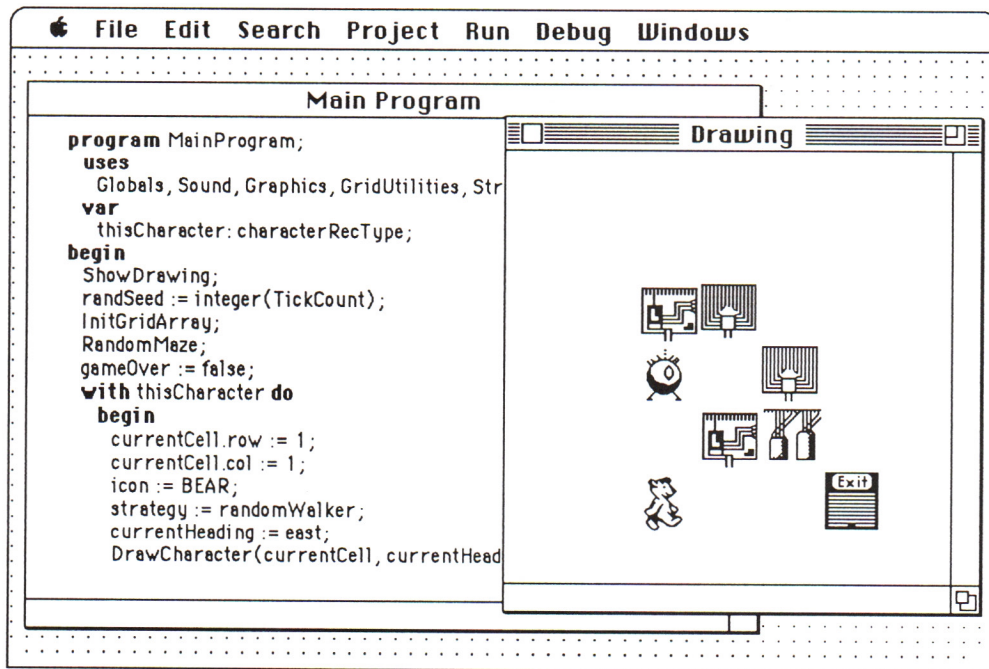 File Edit Search Project Run Debug Windows
Main Program
program MainProgram;
uses
Globals, Sound, Graphics, GridUtilities, Str
var
thisCharacter: characterRecType;
begin
ShowDrawing;
randSeed := integer(TickCount);
InitGridArray;
RandomMaze;
gameOver := false;
with thisCharacter do
begin
currentCell.row := 1;
currentCell.col := 1;
icon := BEAR;
strategy := randomWalker;
currentHeading := east;
DrawCharacter(currentCell, currentHead
Drawing
Exit